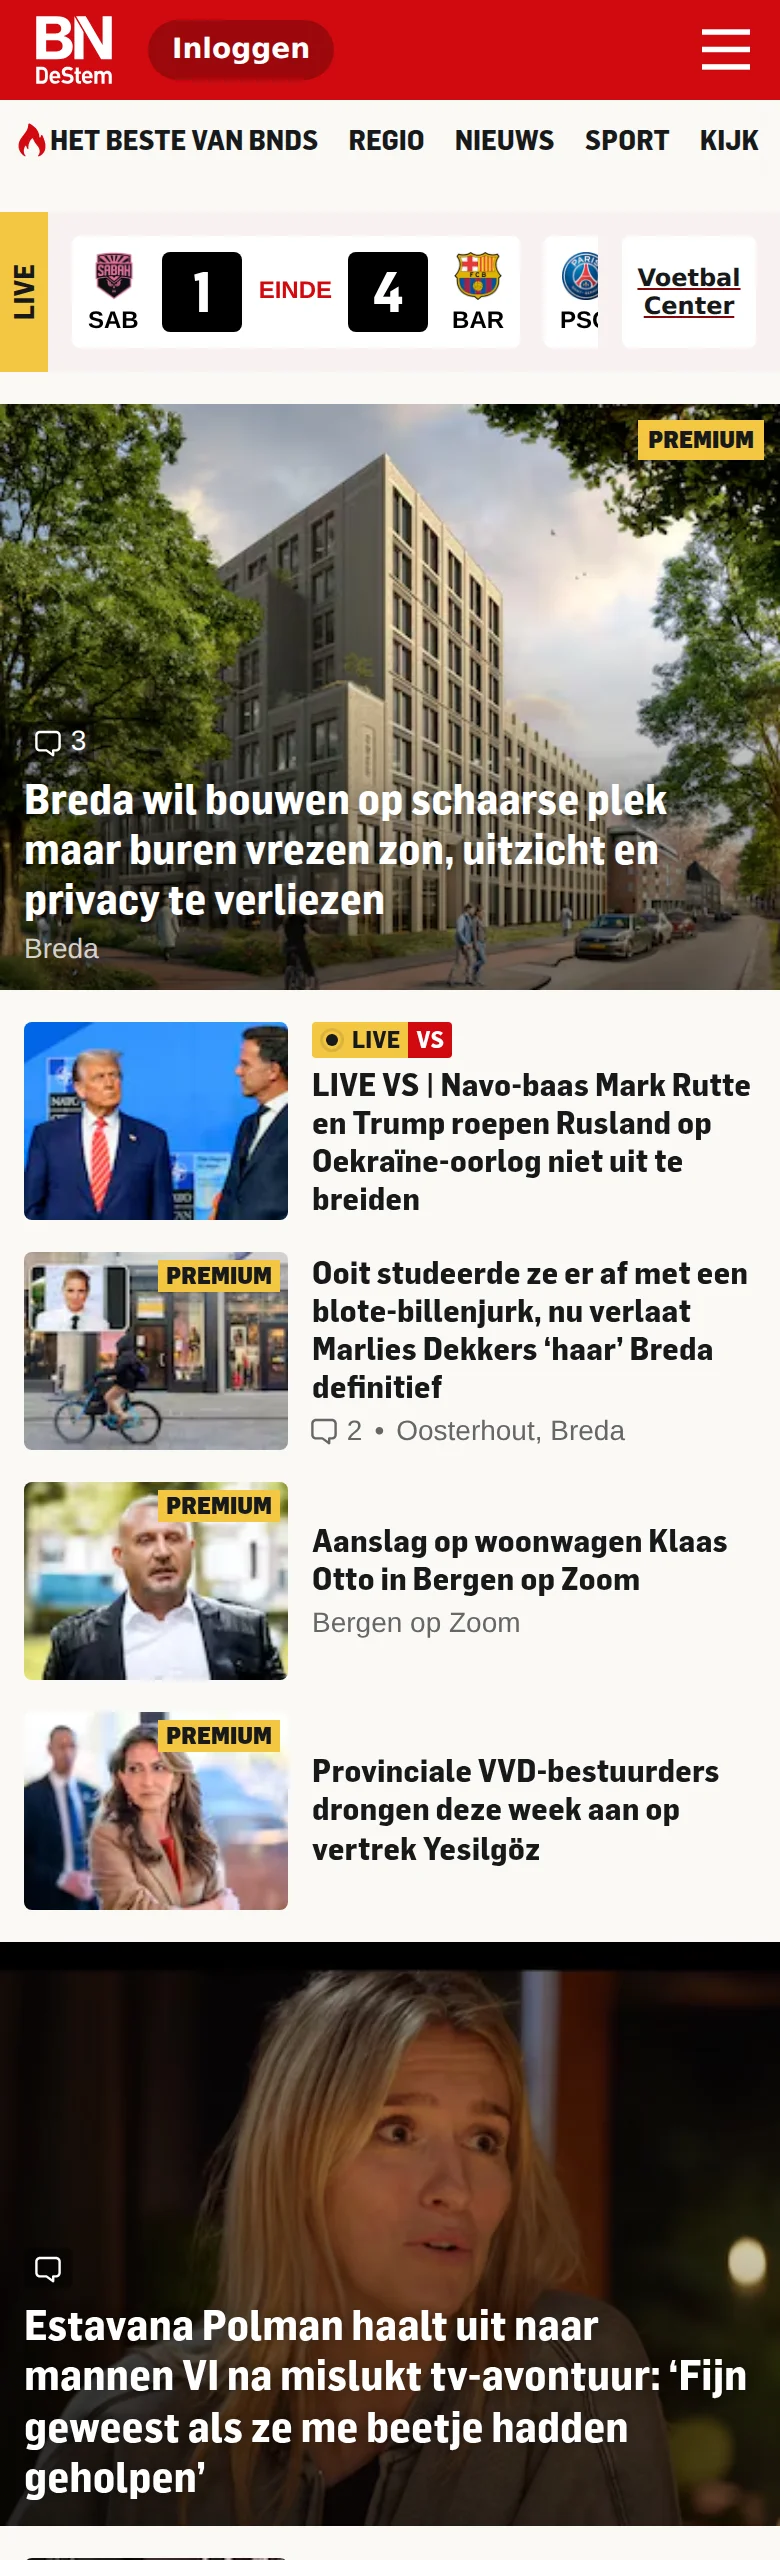 BN
DeStem
Inloggen
HET BESTE VAN BNDS REGIO NIEUWS SPORT KIJK
LIVE
SABAH
SAB
1
EINDE
4
FCB
BAR
PARIS
PSG
Voetbal
Center
PREMIUM
3
Breda wil bouwen op schaarse plek
maar buren vrezen zon, uitzicht en
privacy te verliezen
Breda
NATO
LIVE VS
LIVE VS | Navo-baas Mark Rutte
en Trump roepen Rusland op
Oekraïne-oorlog niet uit te
breiden
PREMIUM
Ooit studeerde ze er af met een
blote-billenjurk, nu verlaat
Marlies Dekkers ‘haar’ Breda
definitief
2 • Oosterhout, Breda
PREMIUM
Aanslag op woonwagen Klaas
Otto in Bergen op Zoom
Bergen op Zoom
PREMIUM
Provinciale VVD-bestuurders
drongen deze week aan op
vertrek Yesilgöz
Estavana Polman haalt uit naar
mannen VI na mislukt tv-avontuur: ‘Fijn
geweest als ze me beetje hadden
geholpen’